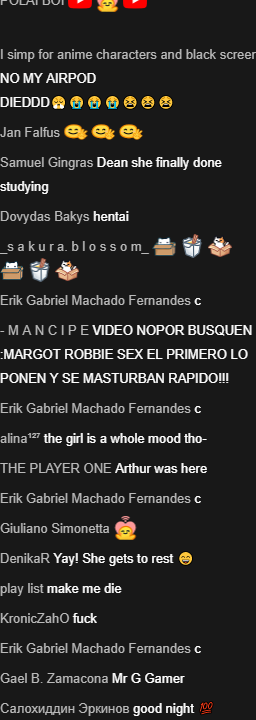 POLAI BOI
I simp for anime characters and black screer
NO MY AIRPOD
DIEDDD😤😭😭😭😫😫😫
Jan Falfus
Samuel Gingras Dean she finally done
studying
Dovydas Bakys hentai
_s a k u r a. b l o s s o m_
Erik Gabriel Machado Fernandes c
- M A N C I P E VIDEO NOPOR BUSQUEN
:MARGOT ROBBIE SEX EL PRIMERO LO
PONEN Y SE MASTURBAN RAPIDO!!!
Erik Gabriel Machado Fernandes c
alina¹²⁷ the girl is a whole mood tho-
THE PLAYER ONE Arthur was here
Erik Gabriel Machado Fernandes c
Giuliano Simonetta
DenikaR Yay! She gets to rest 😄
play list make me die
KronicZahO fuck
Erik Gabriel Machado Fernandes c
Gael B. Zamacona Mr G Gamer
Салохиддин Эркинов good night 💯